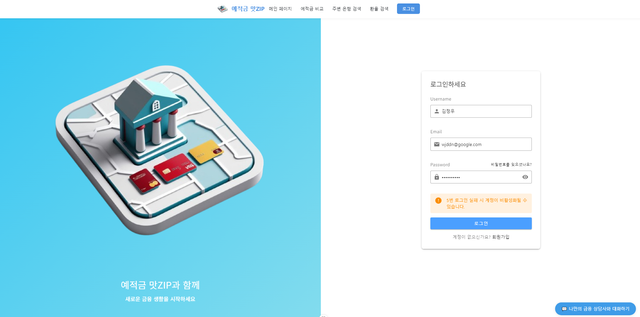 예적금 맛ZIP 메인 페이지 예적금 비교 주변 은행 검색 환율 검색 로그인
로그인하세요
Username
김정우
Email
wjddn@google.com
Password 비밀번호를 잊으셨나요?
5번 로그인 실패 시 계정이 비활성화될 수
있습니다.
로그인
계정이 없으신가요? 회원가입
예적금 맛ZIP과 함께
새로운 금융 생활을 시작하세요
나만의 금융 상담사와 대화하기